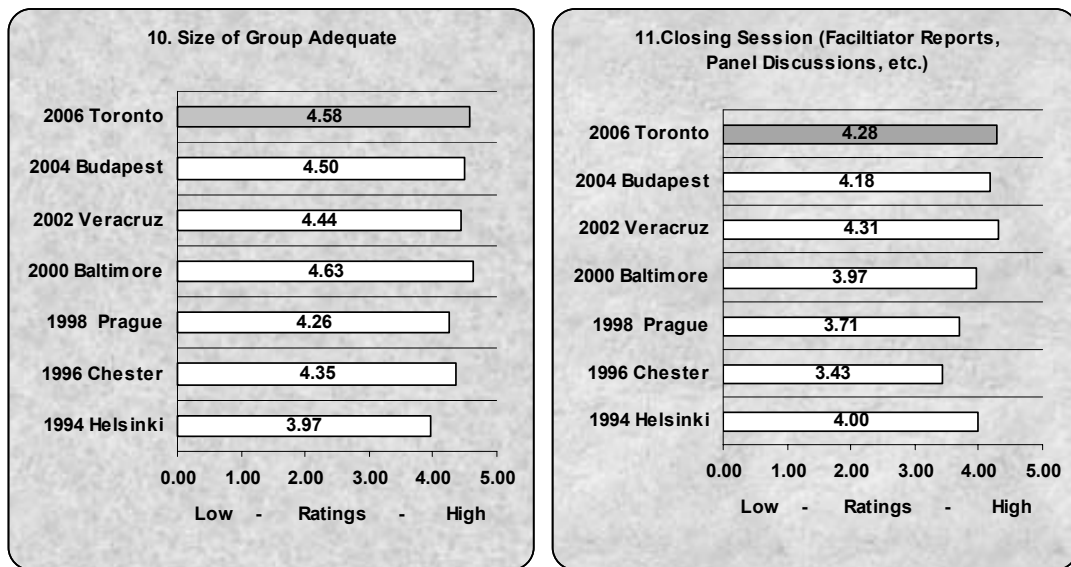 10. Size of Group Adequate
2006 Toronto 4.58
2004 Budapest 4.50
2002 Veracruz 4.44
2000 Baltimore 4.63
1998 Prague 4.26
1996 Chester 4.35
1994 Helsinki 3.97
0.00 1.00 2.00 3.00 4.00 5.00
Low - Ratings - High
11.Closing Session (Faciltiator Reports,
Panel Discussions, etc.)
2006 Toronto 4.28
2004 Budapest 4.18
2002 Veracruz 4.31
2000 Baltimore 3.97
1998 Prague 3.71
1996 Chester 3.43
1994 Helsinki 4.00
0.00 1.00 2.00 3.00 4.00 5.00
Low - Ratings - High